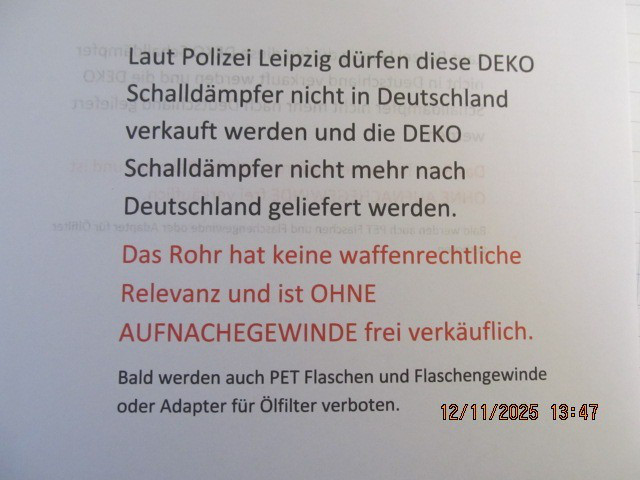 Laut Polizei Leipzig dürfen diese DEKO
Schalldämpfer nicht in Deutschland
verkauft werden und die DEKO
Schalldämpfer nicht mehr nach
Deutschland geliefert werden.
Das Rohr hat keine waffenrechtliche
Relevanz und ist OHNE
AUFNACHEGEWINDE frei verkäuflich.
Bald werden auch PET Flaschen und Flaschengewinde
oder Adapter für Ölfilter verboten.
12/11/2025 13:47